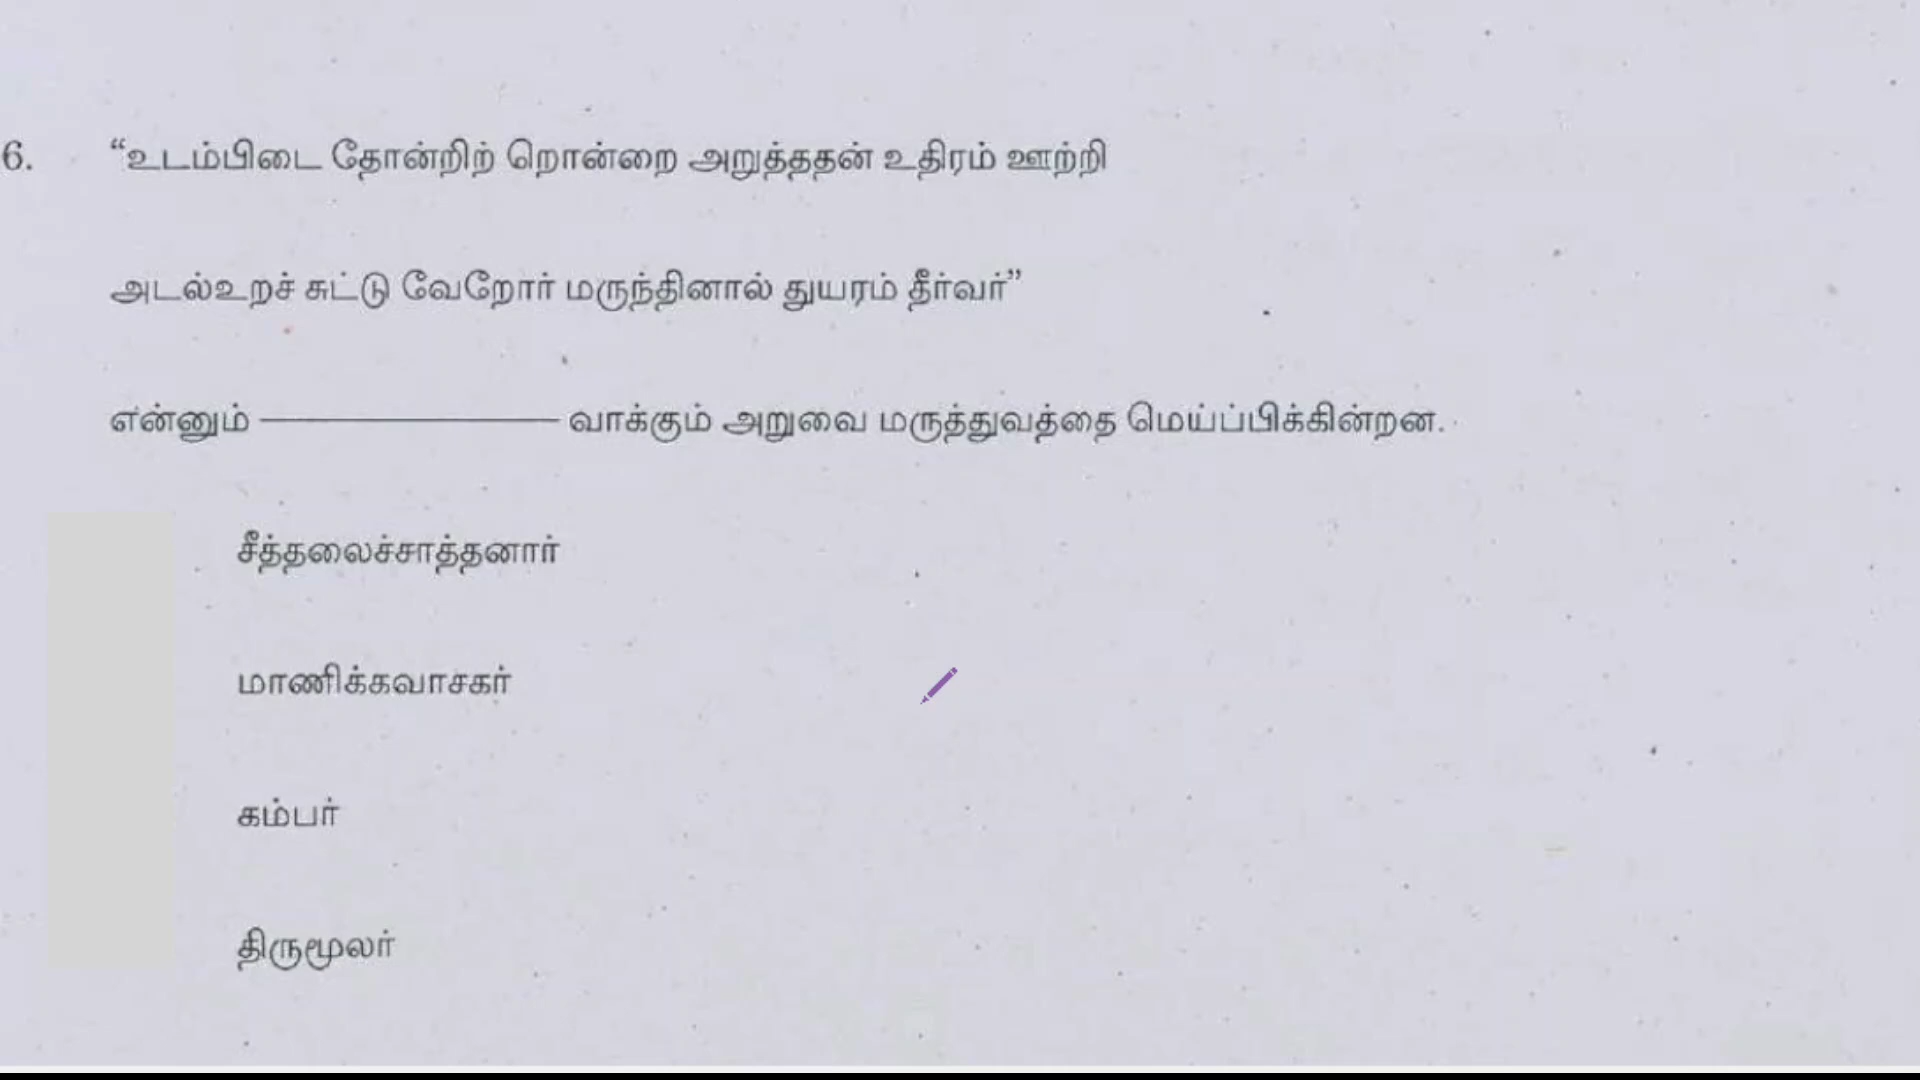 6. “உடம்பிடை தோன்றிற் றொன்றை அறுத்ததன் உதிரம் ஊற்றி
அடல்உறச் சுட்டு வேறோர் மருந்தினால் துயரம் தீர்வர்”
என்னும் ——————— வாக்கும் அறுவை மருத்துவத்தை மெய்ப்பிக்கின்றன.
சீத்தலைச்சாத்தனார்
மாணிக்கவாசகர்
கம்பர்
திருமூலர்